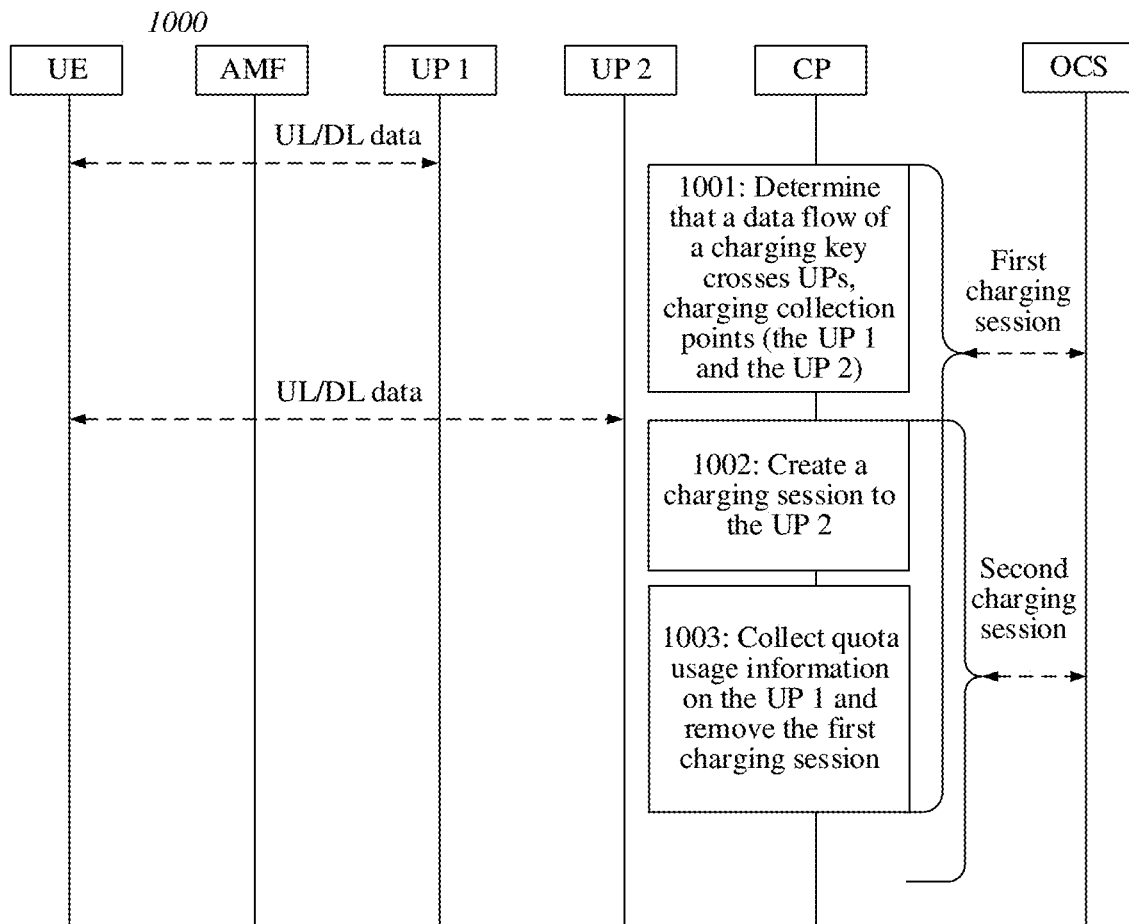 1000
UE
AMF
UP 1
UP 2
CP
OCS
UL/DL data
1001: Determine
that a data flow of
a charging key
crosses UPs,
charging collection
points (the UP 1
and the UP 2)
First
charging
session
UL/DL data
1002: Create a
charging session to
the UP 2
Second
charging
session
1003: Collect quota
usage information
on the UP 1 and
remove the first
charging session